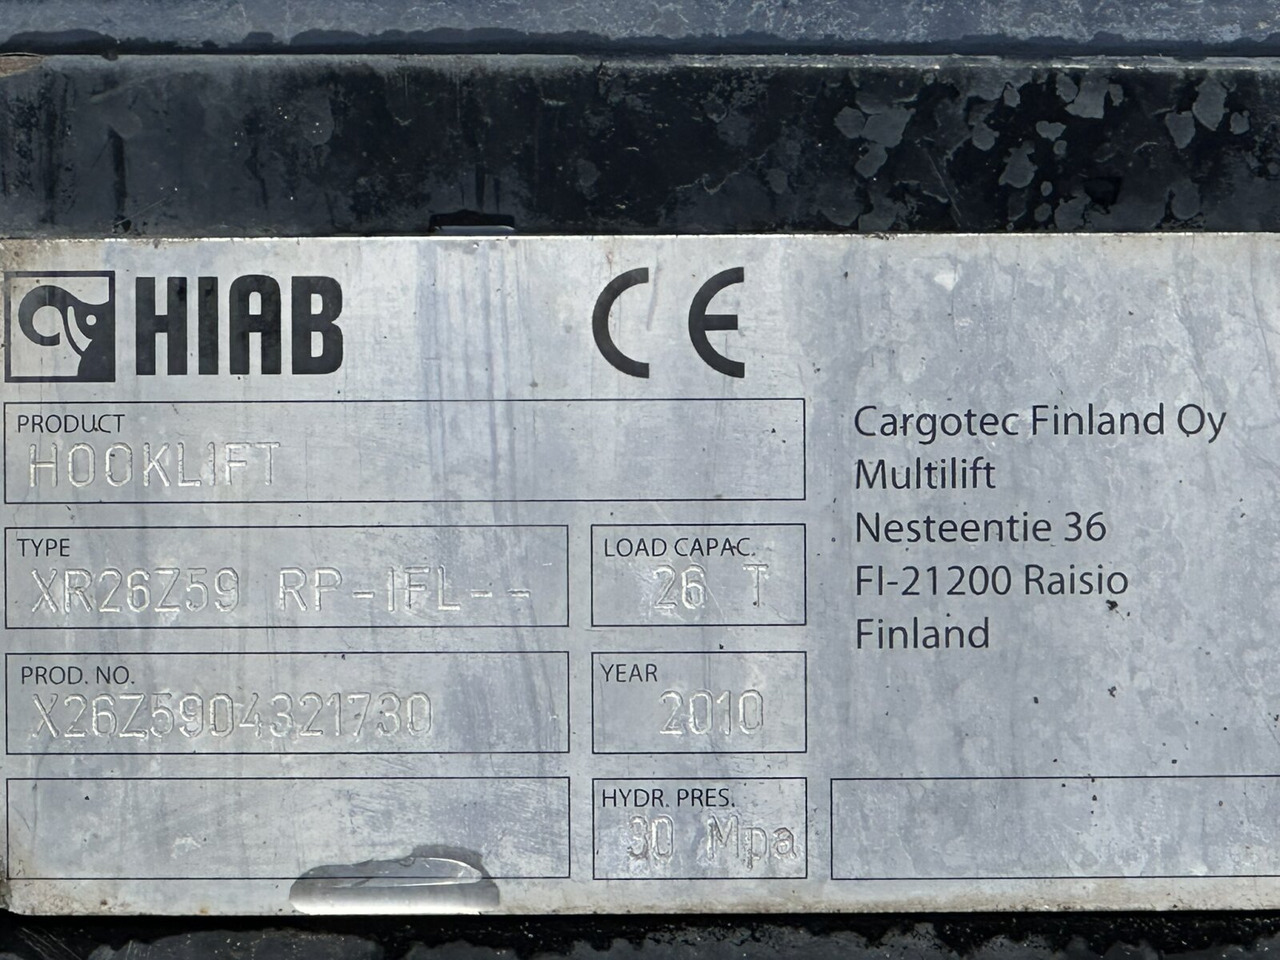 HIAB
CE
PRODUCT
HOOKLIFT
TYPE
XR26Z59 RP-IFL--
LOAD CAPAC.
26 T
PROD. NO.
X26Z5904321730
YEAR
2010
HYDR. PRES.
30 Mpa
Cargotec Finland Oy
Multilift
Nesteentie 36
FI-21200 Raisio
Finland